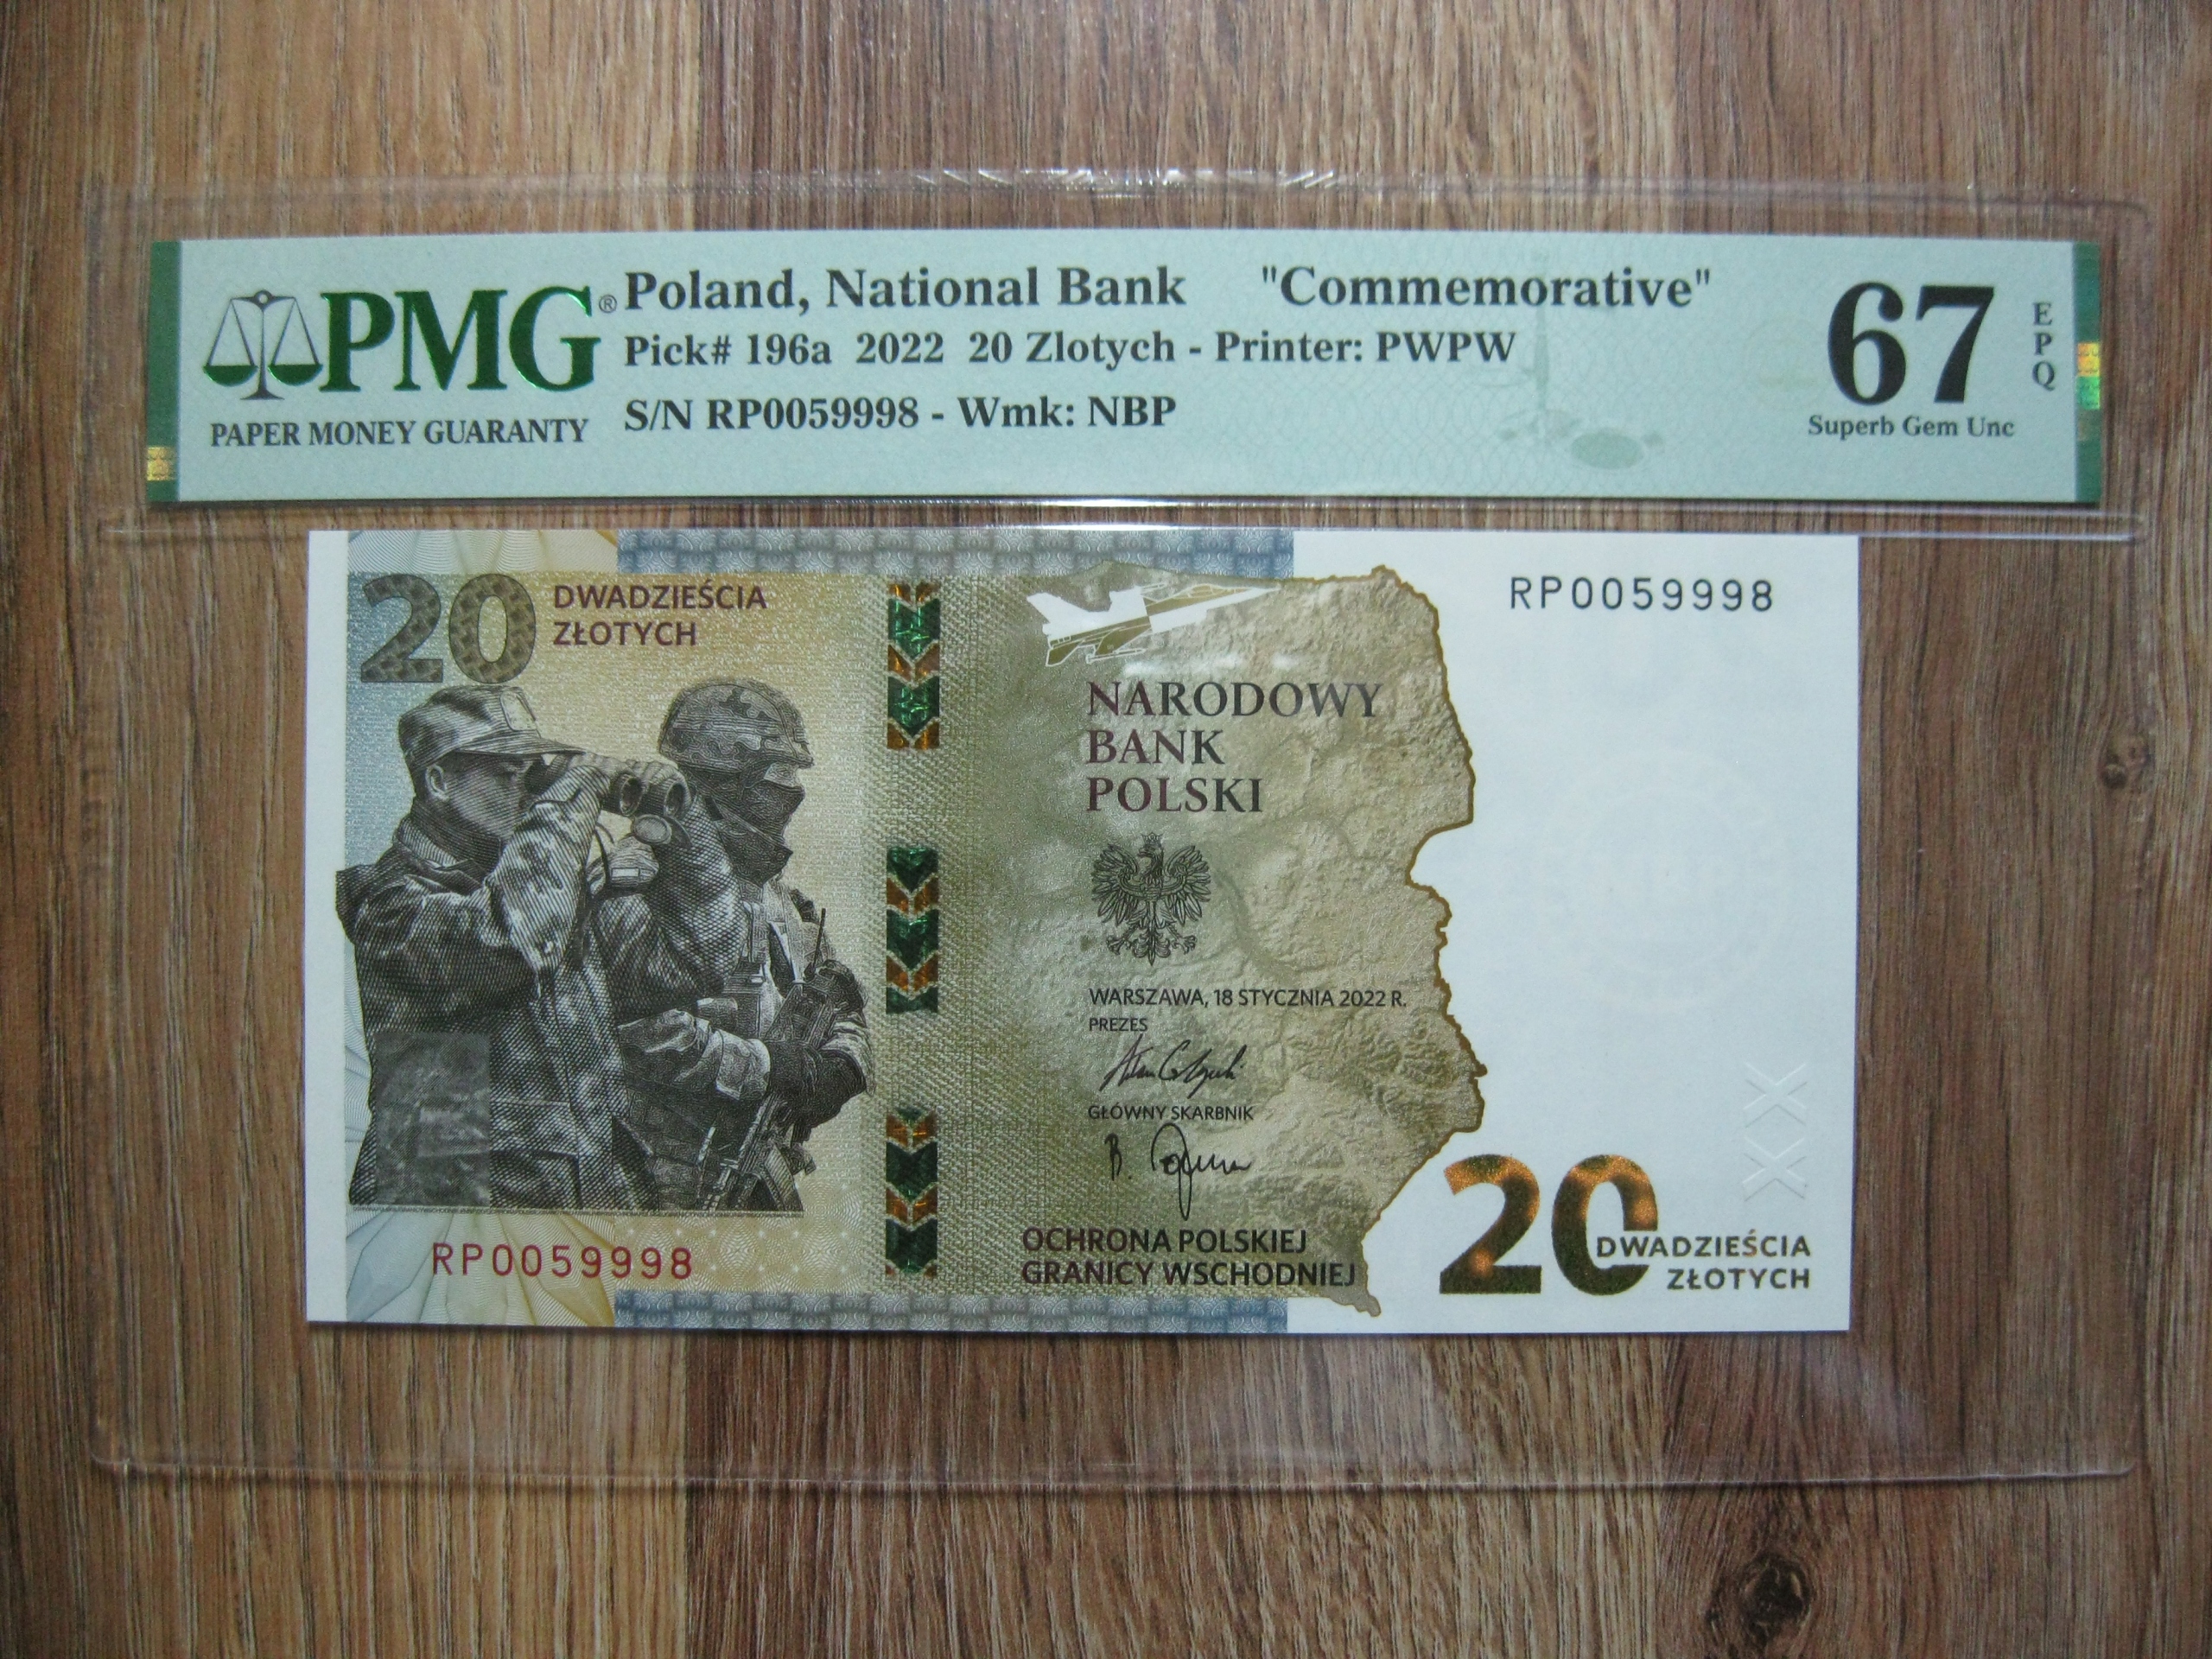 PMG®
PAPER MONEY GUARANTY
Poland, National Bank "Commemorative"
Pick# 196a 2022 20 Zlotych - Printer: PWPW
S/N RP0059998 - Wmk: NBP
67
EPQ
Superb Gem Unc
20 DWADZIEŚCIA
ZŁOTYCH
RP0059998
NARODOWY
BANK
POLSKI
WARSZAWA, 18 STYCZNIA 2022 R.
PREZES
GŁÓWNY SKARBNIK
OCHRONA POLSKIEJ
GRANICY WSCHODNIEJ
RP0059998
20 DWADZIEŚCIA
ZŁOTYCH